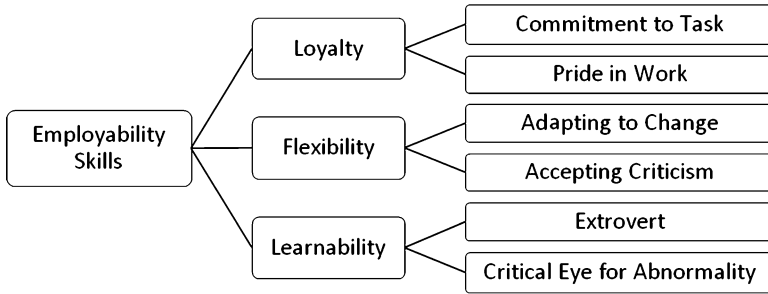 Employability
Skills
Loyalty
Commitment to Task
Pride in Work
Flexibility
Adapting to Change
Accepting Criticism
Learnability
Extrovert
Critical Eye for Abnormality